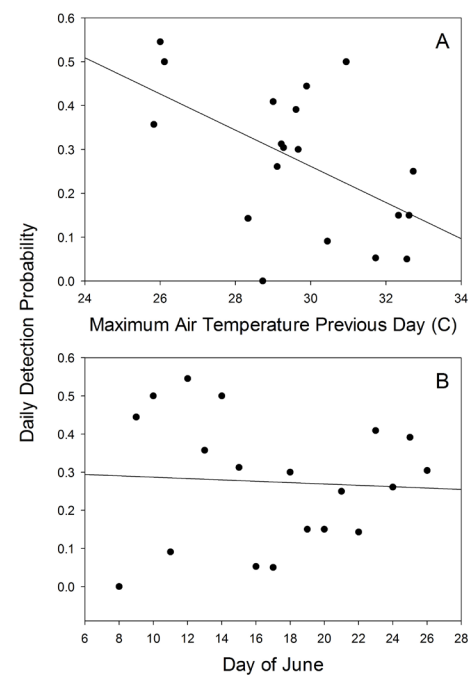 Daily Detection Probability
A
0.6
0.5
0.4
0.3
0.2
0.1
0.0
24 26 28 30 32 34
Maximum Air Temperature Previous Day (C)
B
0.6
0.5
0.4
0.3
0.2
0.1
0.0
6 8 10 12 14 16 18 20 22 24 26 28
Day of June